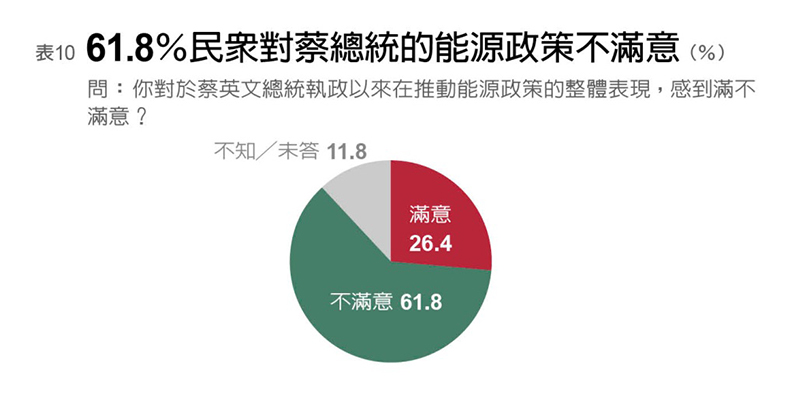 表10 61.8%民眾對蔡總統的能源政策不滿意（%）
問：你對於蔡英文總統執政以來在推動能源政策的整體表現，感到滿不
滿意？
不知／未答 11.8
滿意
26.4
不滿意 61.8